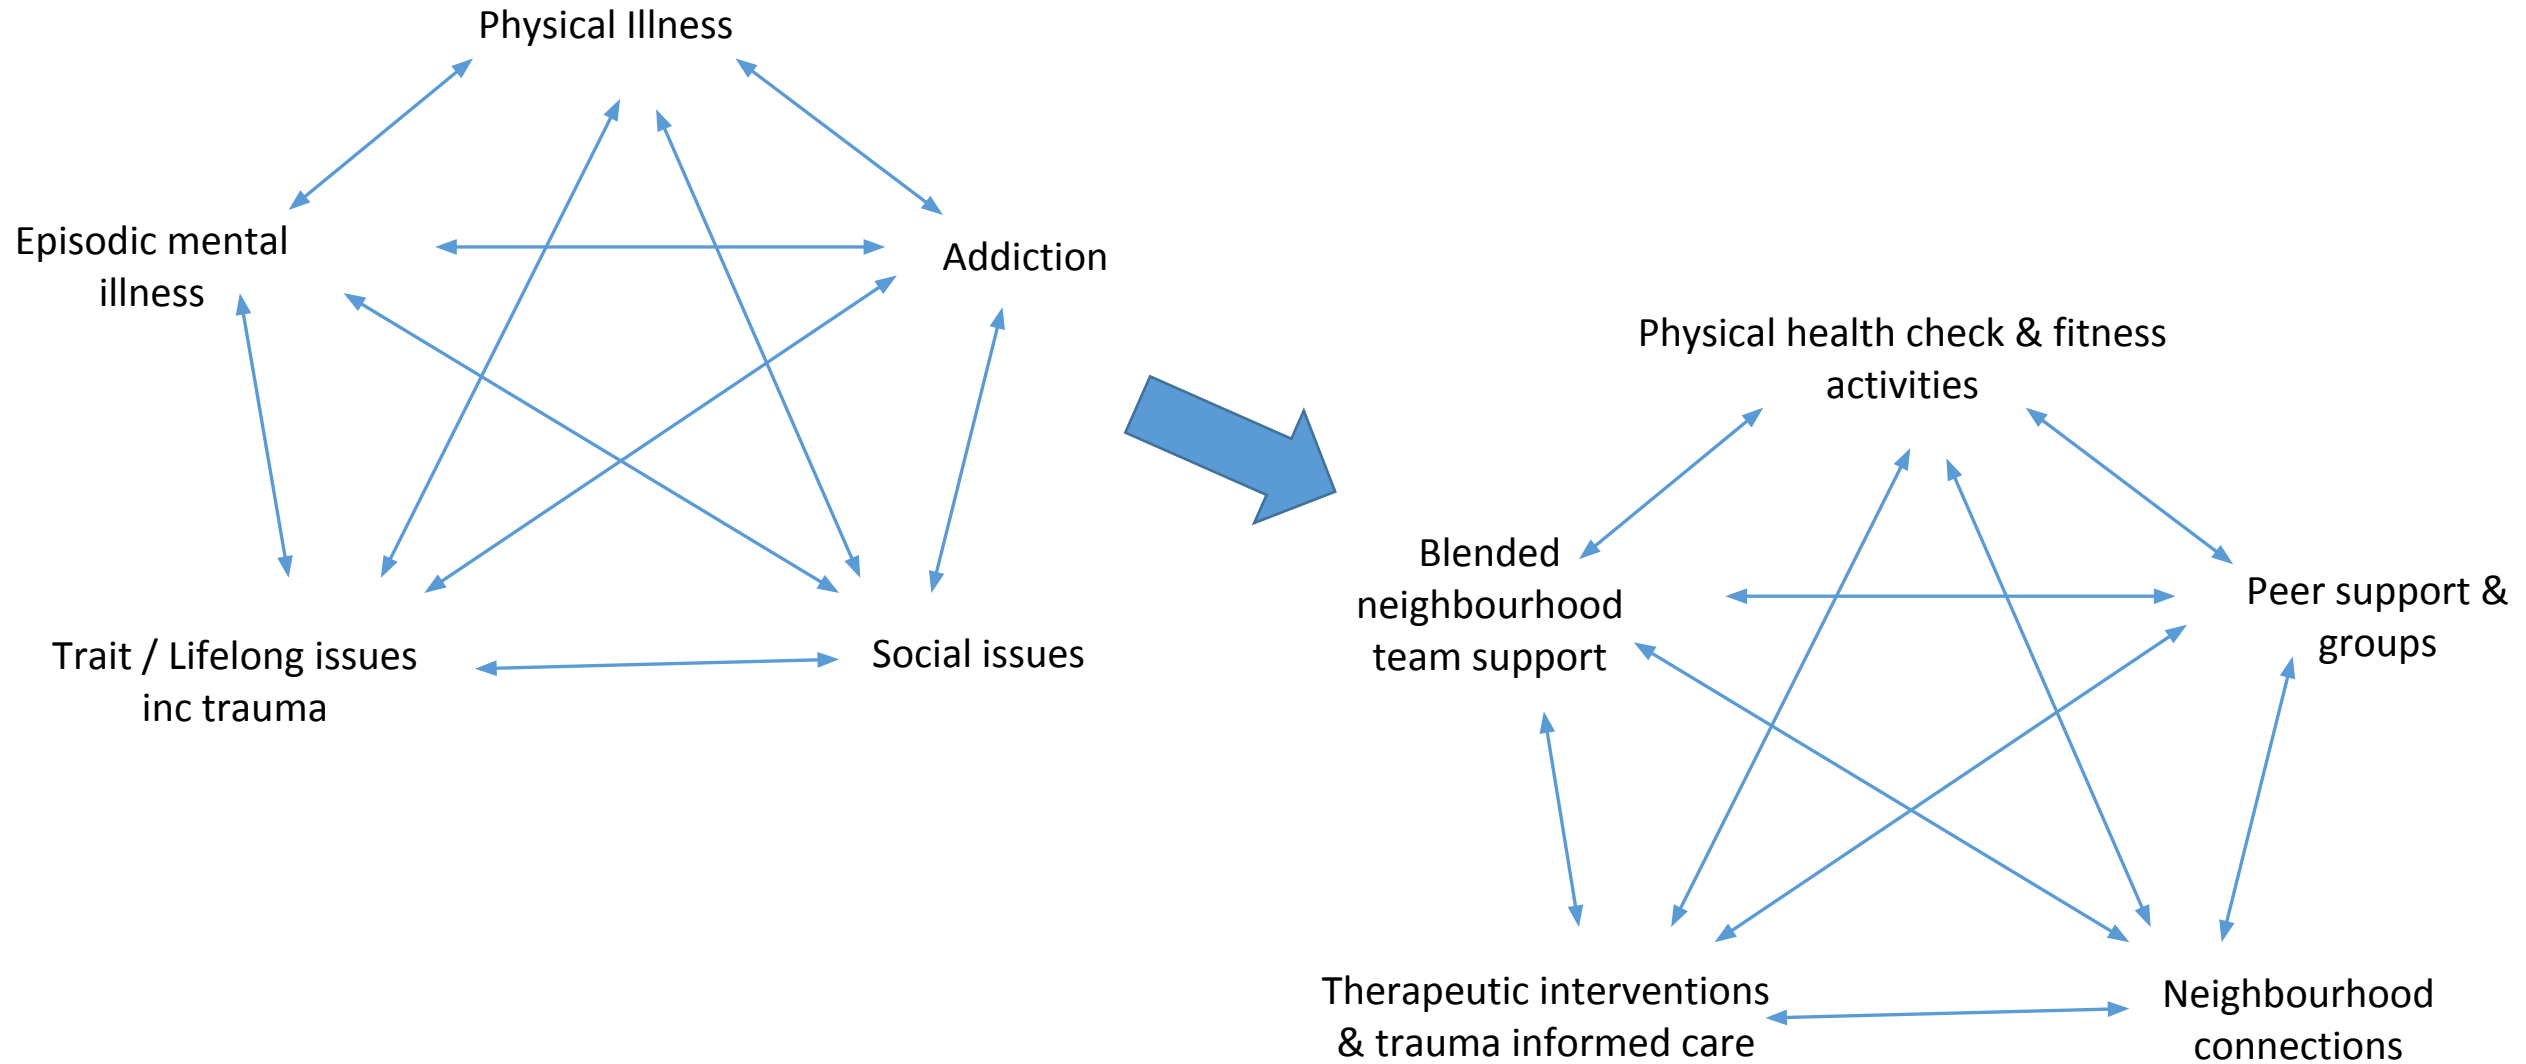 Physical Illness
Episodic mental
illness
Addiction
Trait / Lifelong issues
inc trauma
Social issues
Physical health check & fitness
activities
Blended
neighbourhood
team support
Peer support &
groups
Therapeutic interventions
& trauma informed care
Neighbourhood
connections